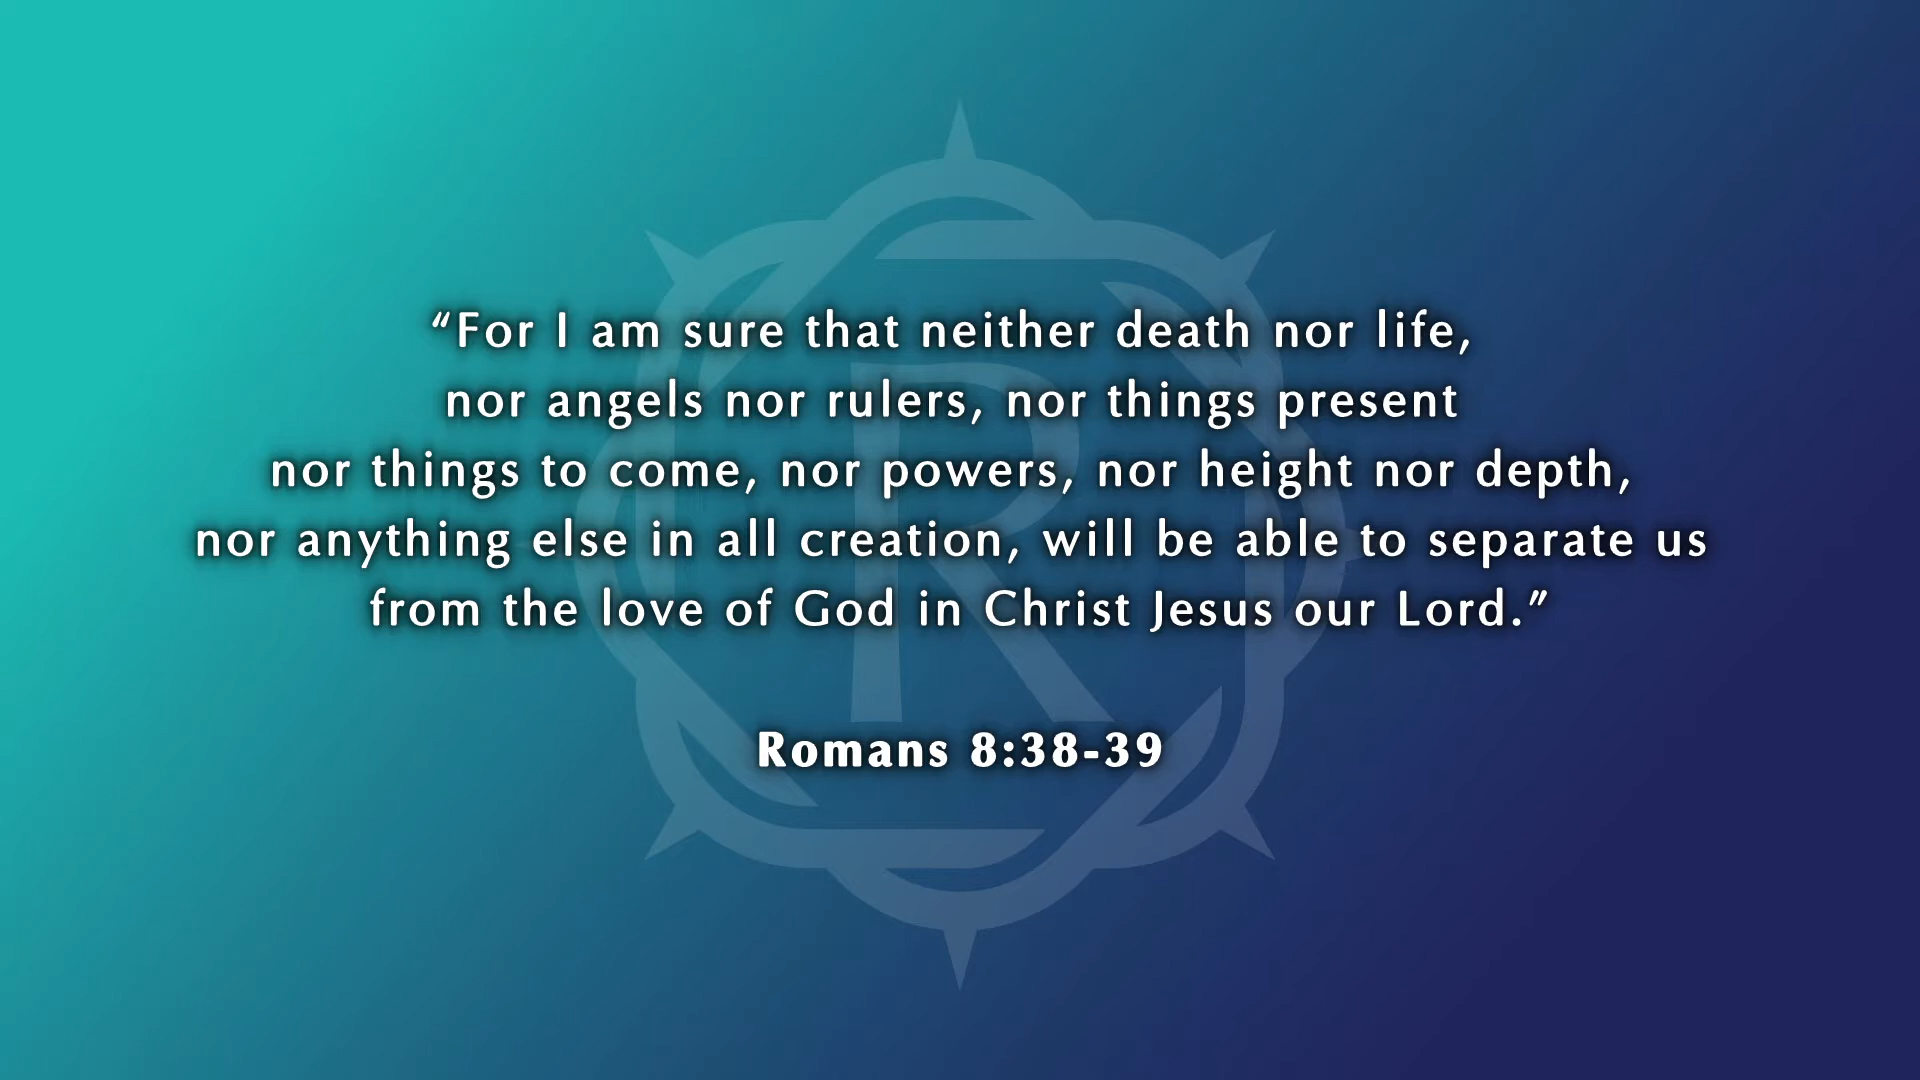 “For I am sure that neither death nor life,
nor angels nor rulers, nor things present
nor things to come, nor powers, nor height nor depth,
nor anything else in all creation, will be able to separate us
from the love of God in Christ Jesus our Lord.”
Romans 8:38-39
R